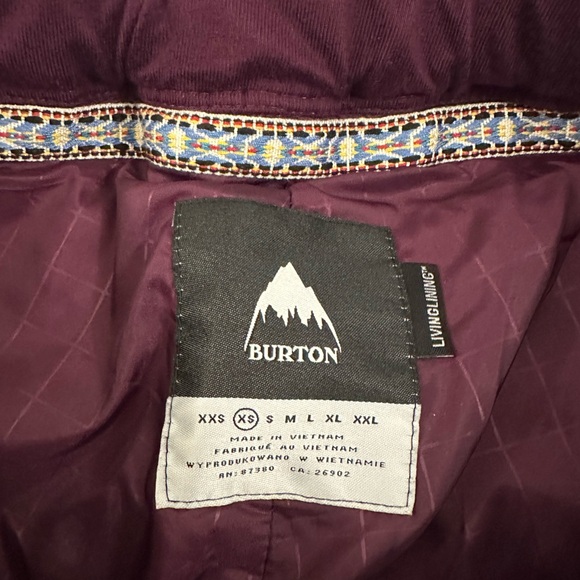 BURTON
LIVINGLINING™
XXS XS S M L XL XXL
MADE IN VIETNAM
FABRIQUÉ AU VIETNAM
WYPRODUKOWANO W WIETNAMIE
RN: 87380 CA: 26902